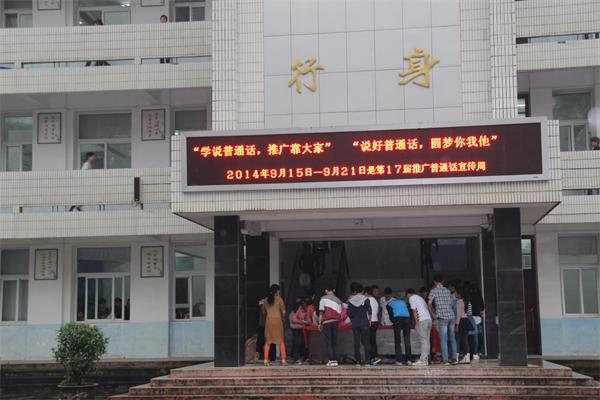 行 身
“学说普通话，推广靠大家” “说好普通话，圆梦你我他”
2014年9月15日—9月21日是第17届推广普通话宣传周